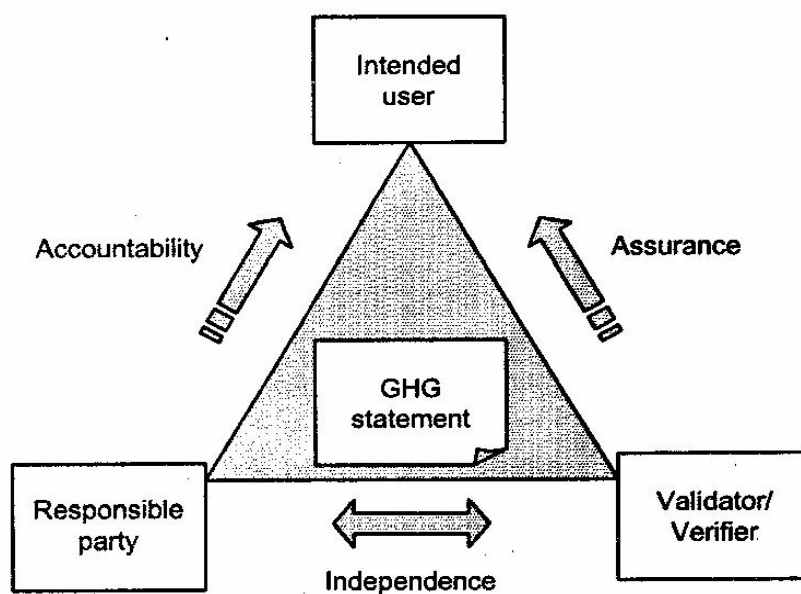 Intended
user
Accountability
Assurance
GHG
statement
Responsible
party
Validator/
Verifier
Independence